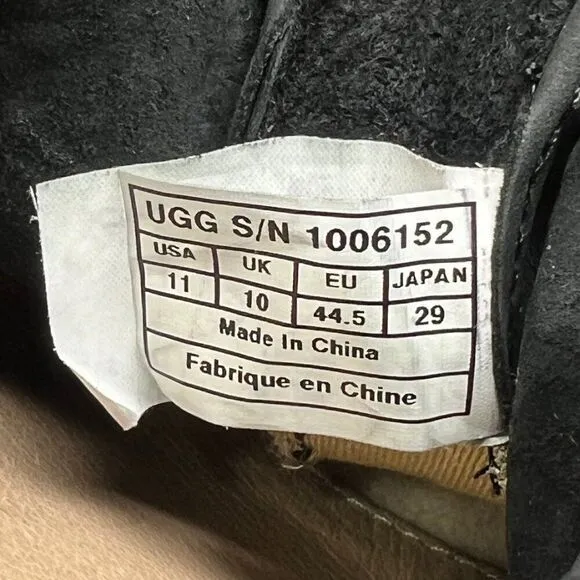 UGG S/N 1006152
USA UK EU JAPAN
11 10 44.5 29
Made In China
Fabrique en Chine